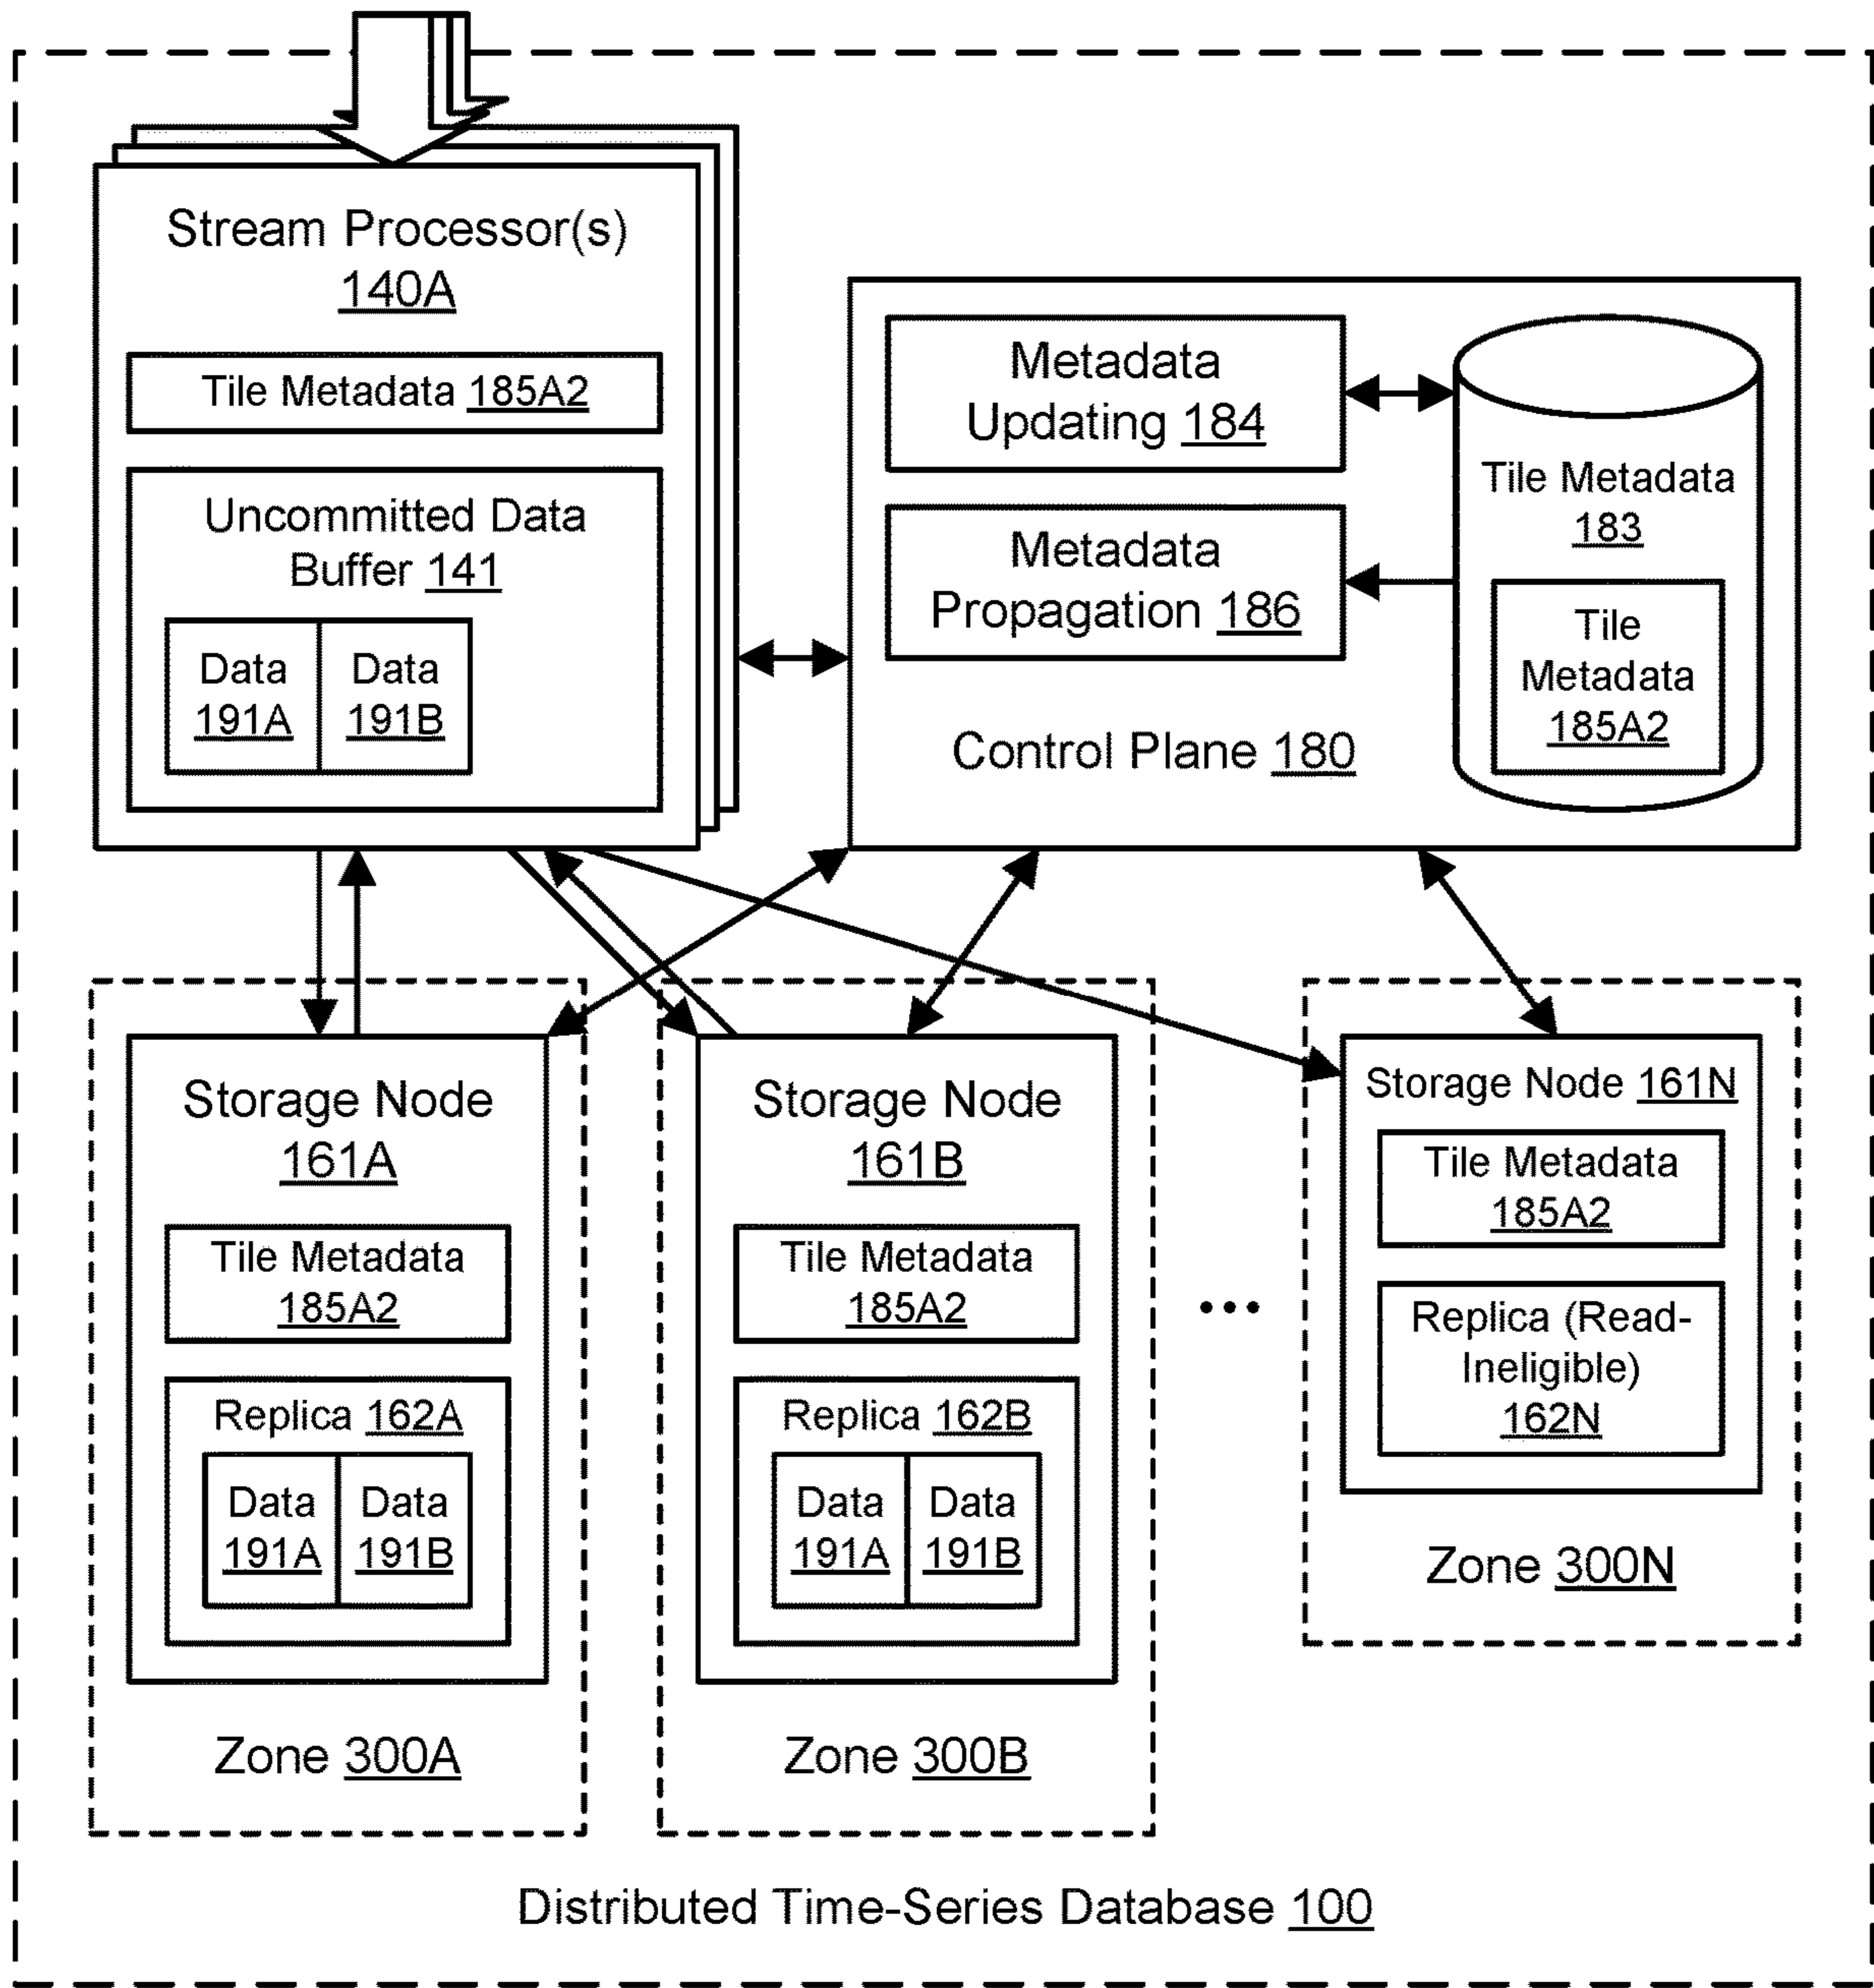 Stream Processor(s)
140A
Tile Metadata 185A2
Uncommitted Data
Buffer 141
Data
191A
Data
191B
Metadata
Updating 184
Metadata
Propagation 186
Control Plane 180
Tile Metadata
183
Tile
Metadata
185A2
Storage Node
161A
Tile Metadata
185A2
Replica 162A
Data
191A
Data
191B
Zone 300A
Storage Node
161B
Tile Metadata
185A2
Replica 162B
Data
191A
Data
191B
Zone 300B
Storage Node 161N
Tile Metadata
185A2
Replica (Read-
Ineligible)
162N
Zone 300N
Distributed Time-Series Database 100